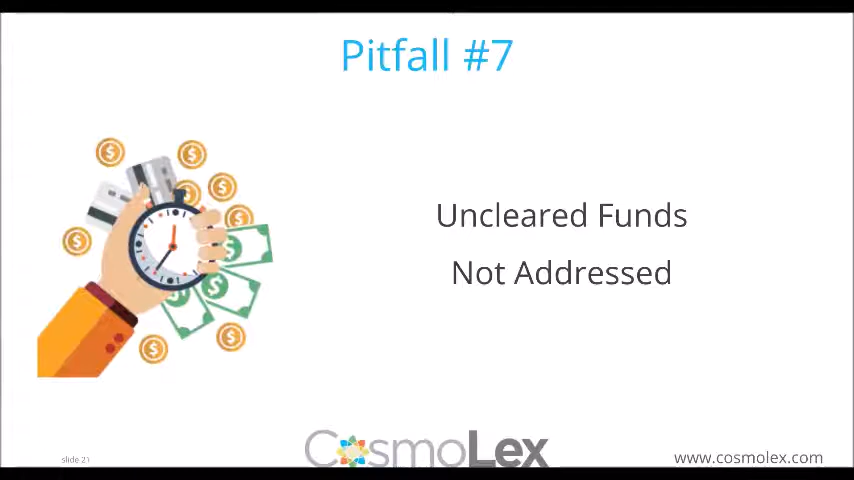 Pitfall #7
Uncleared Funds
Not Addressed
slide 21
CosmoLex
www.cosmolex.com